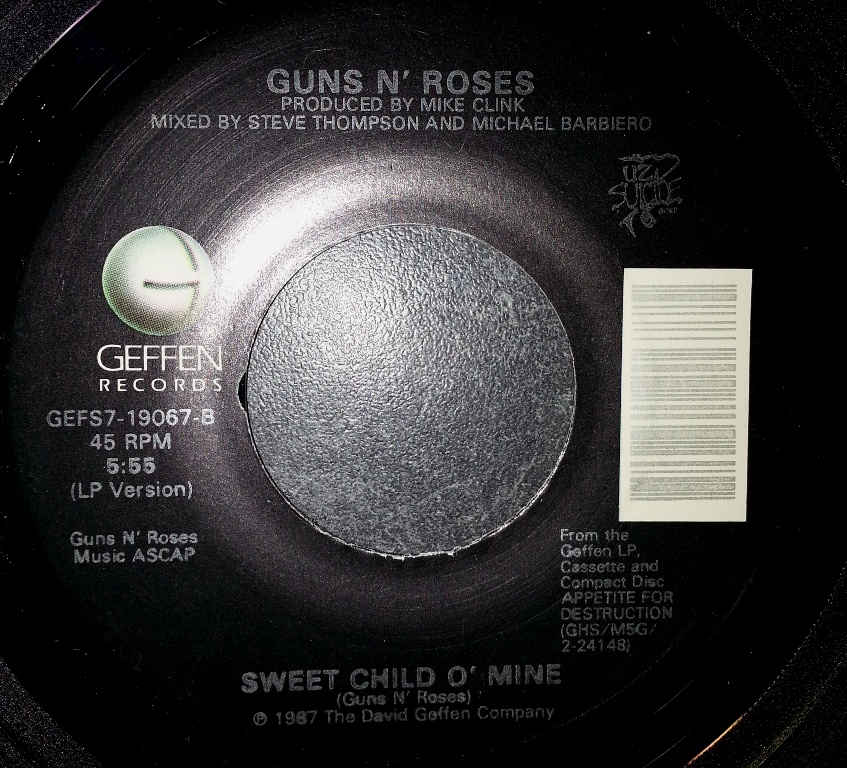 GUNS N' ROSES
PRODUCED BY MIKE CLINK
MIXED BY STEVE THOMPSON AND MICHAEL BARBIERO
UZI
SUICIDE
G
GEFFEN
RECORDS
GEFS7-19067-B
45 RPM
5:55
(LP Version)
Guns N' Roses
Music ASCAP
From the
Geffen LP,
Cassette and
Compact Disc
APPETITE FOR
DESTRUCTION
(GHS/M5G/
2-24148)
SWEET CHILD O' MINE
(Guns N' Roses)
℗ 1987 The David Geffen Company